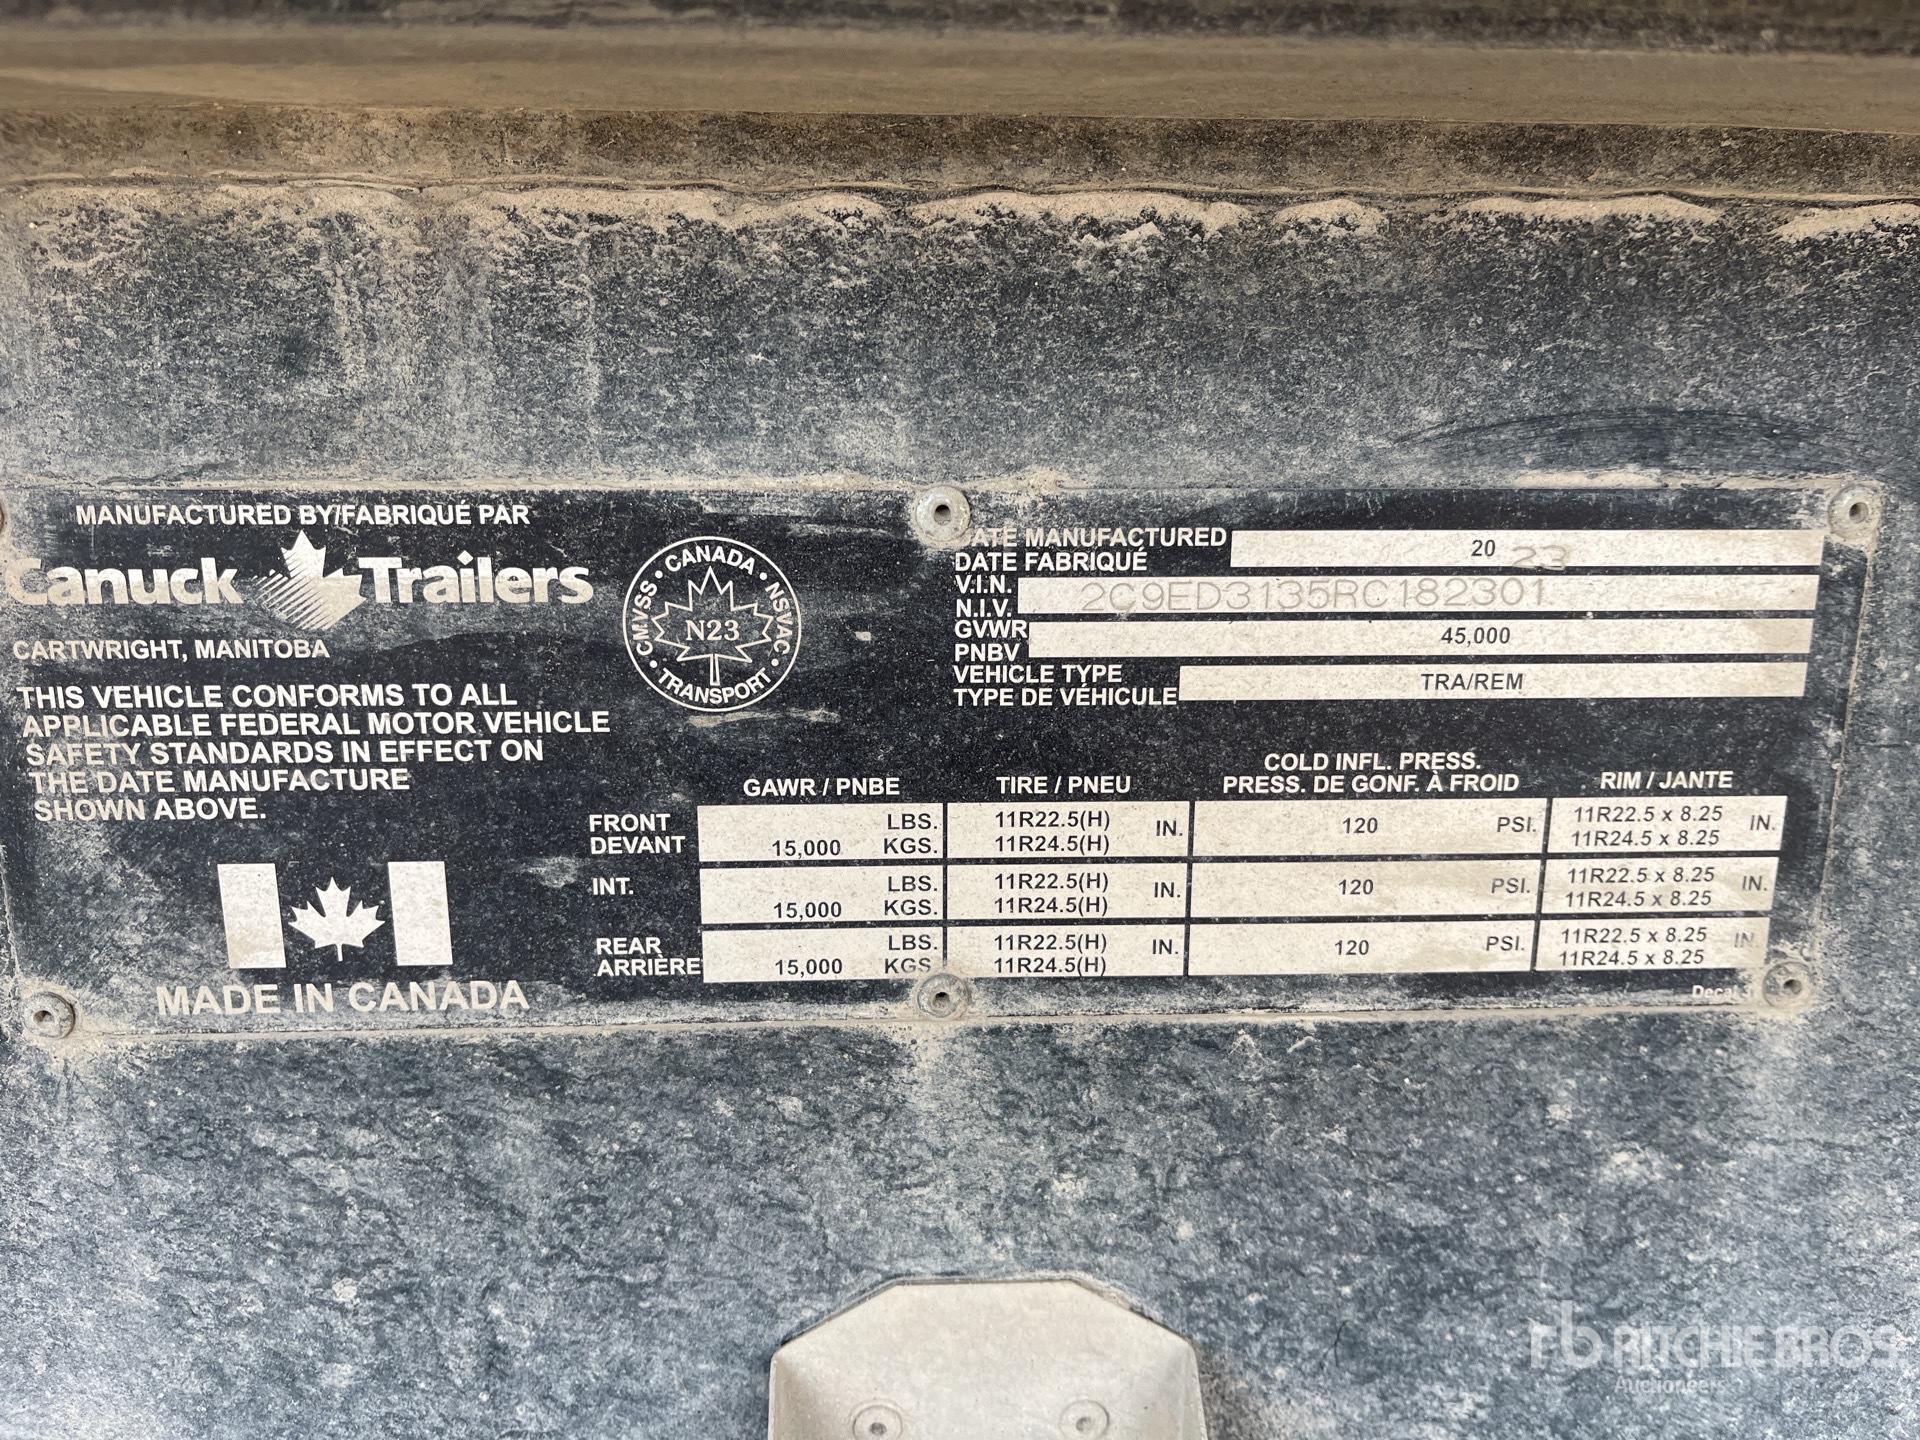 MANUFACTURED BY/FABRIQUÉ PAR
Canuck Trailers
CARTWRIGHT, MANITOBA
THIS VEHICLE CONFORMS TO ALL
APPLICABLE FEDERAL MOTOR VEHICLE
SAFETY STANDARDS IN EFFECT ON
THE DATE MANUFACTURE
SHOWN ABOVE.
MADE IN CANADA
CMVSS • CANADA • NSVAC • TRANSPORT •
N23
DATE MANUFACTURED
DATE FABRIQUÉ 20 23
V.I.N.
N.I.V. 2C9ED3135RC182301
GVWR
PNBV 45,000
VEHICLE TYPE
TYPE DE VÉHICULE TRA/REM
GAWR / PNBE TIRE / PNEU COLD INFL. PRESS. PRESS. DE GONF. À FROID RIM / JANTE
FRONT LBS. 11R22.5(H) IN. 120 PSI. 11R22.5 x 8.25 IN.
DEVANT 15,000 KGS. 11R24.5(H) 11R24.5 x 8.25
INT. LBS. 11R22.5(H) IN. 120 PSI. 11R22.5 x 8.25 IN.
15,000 KGS. 11R24.5(H) 11R24.5 x 8.25
REAR LBS. 11R22.5(H) IN. 120 PSI. 11R22.5 x 8.25 IN
ARRIÈRE 15,000 KGS 11R24.5(H) 11R24.5 x 8.25
rb RITCHIE BROS.
Auctioneers